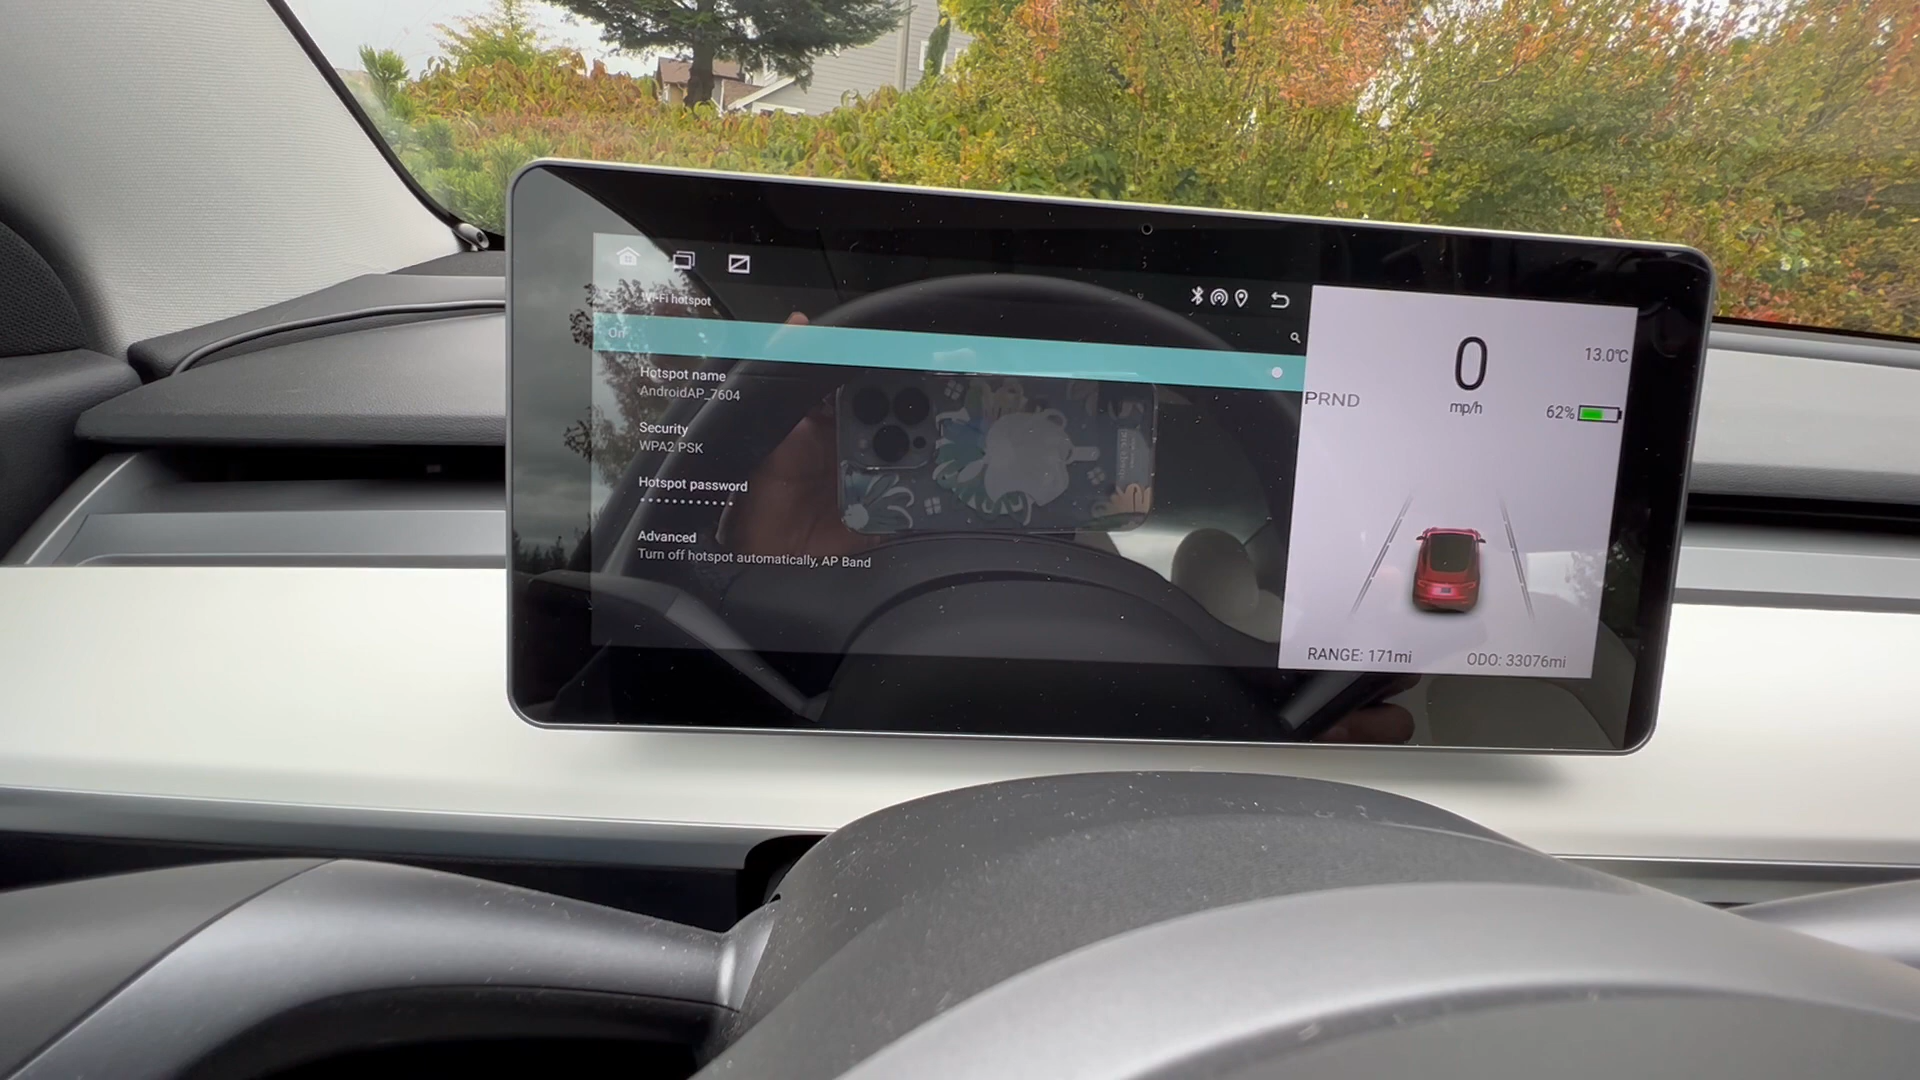 Wi-Fi hotspot
On
Hotspot name
AndroidAP_7604
Security
WPA2 PSK
Hotspot password
••••••••••••
Advanced
Turn off hotspot automatically, AP Band
0
mp/h
13.0°C
PRND
62%
RANGE: 171mi
ODO: 33076mi